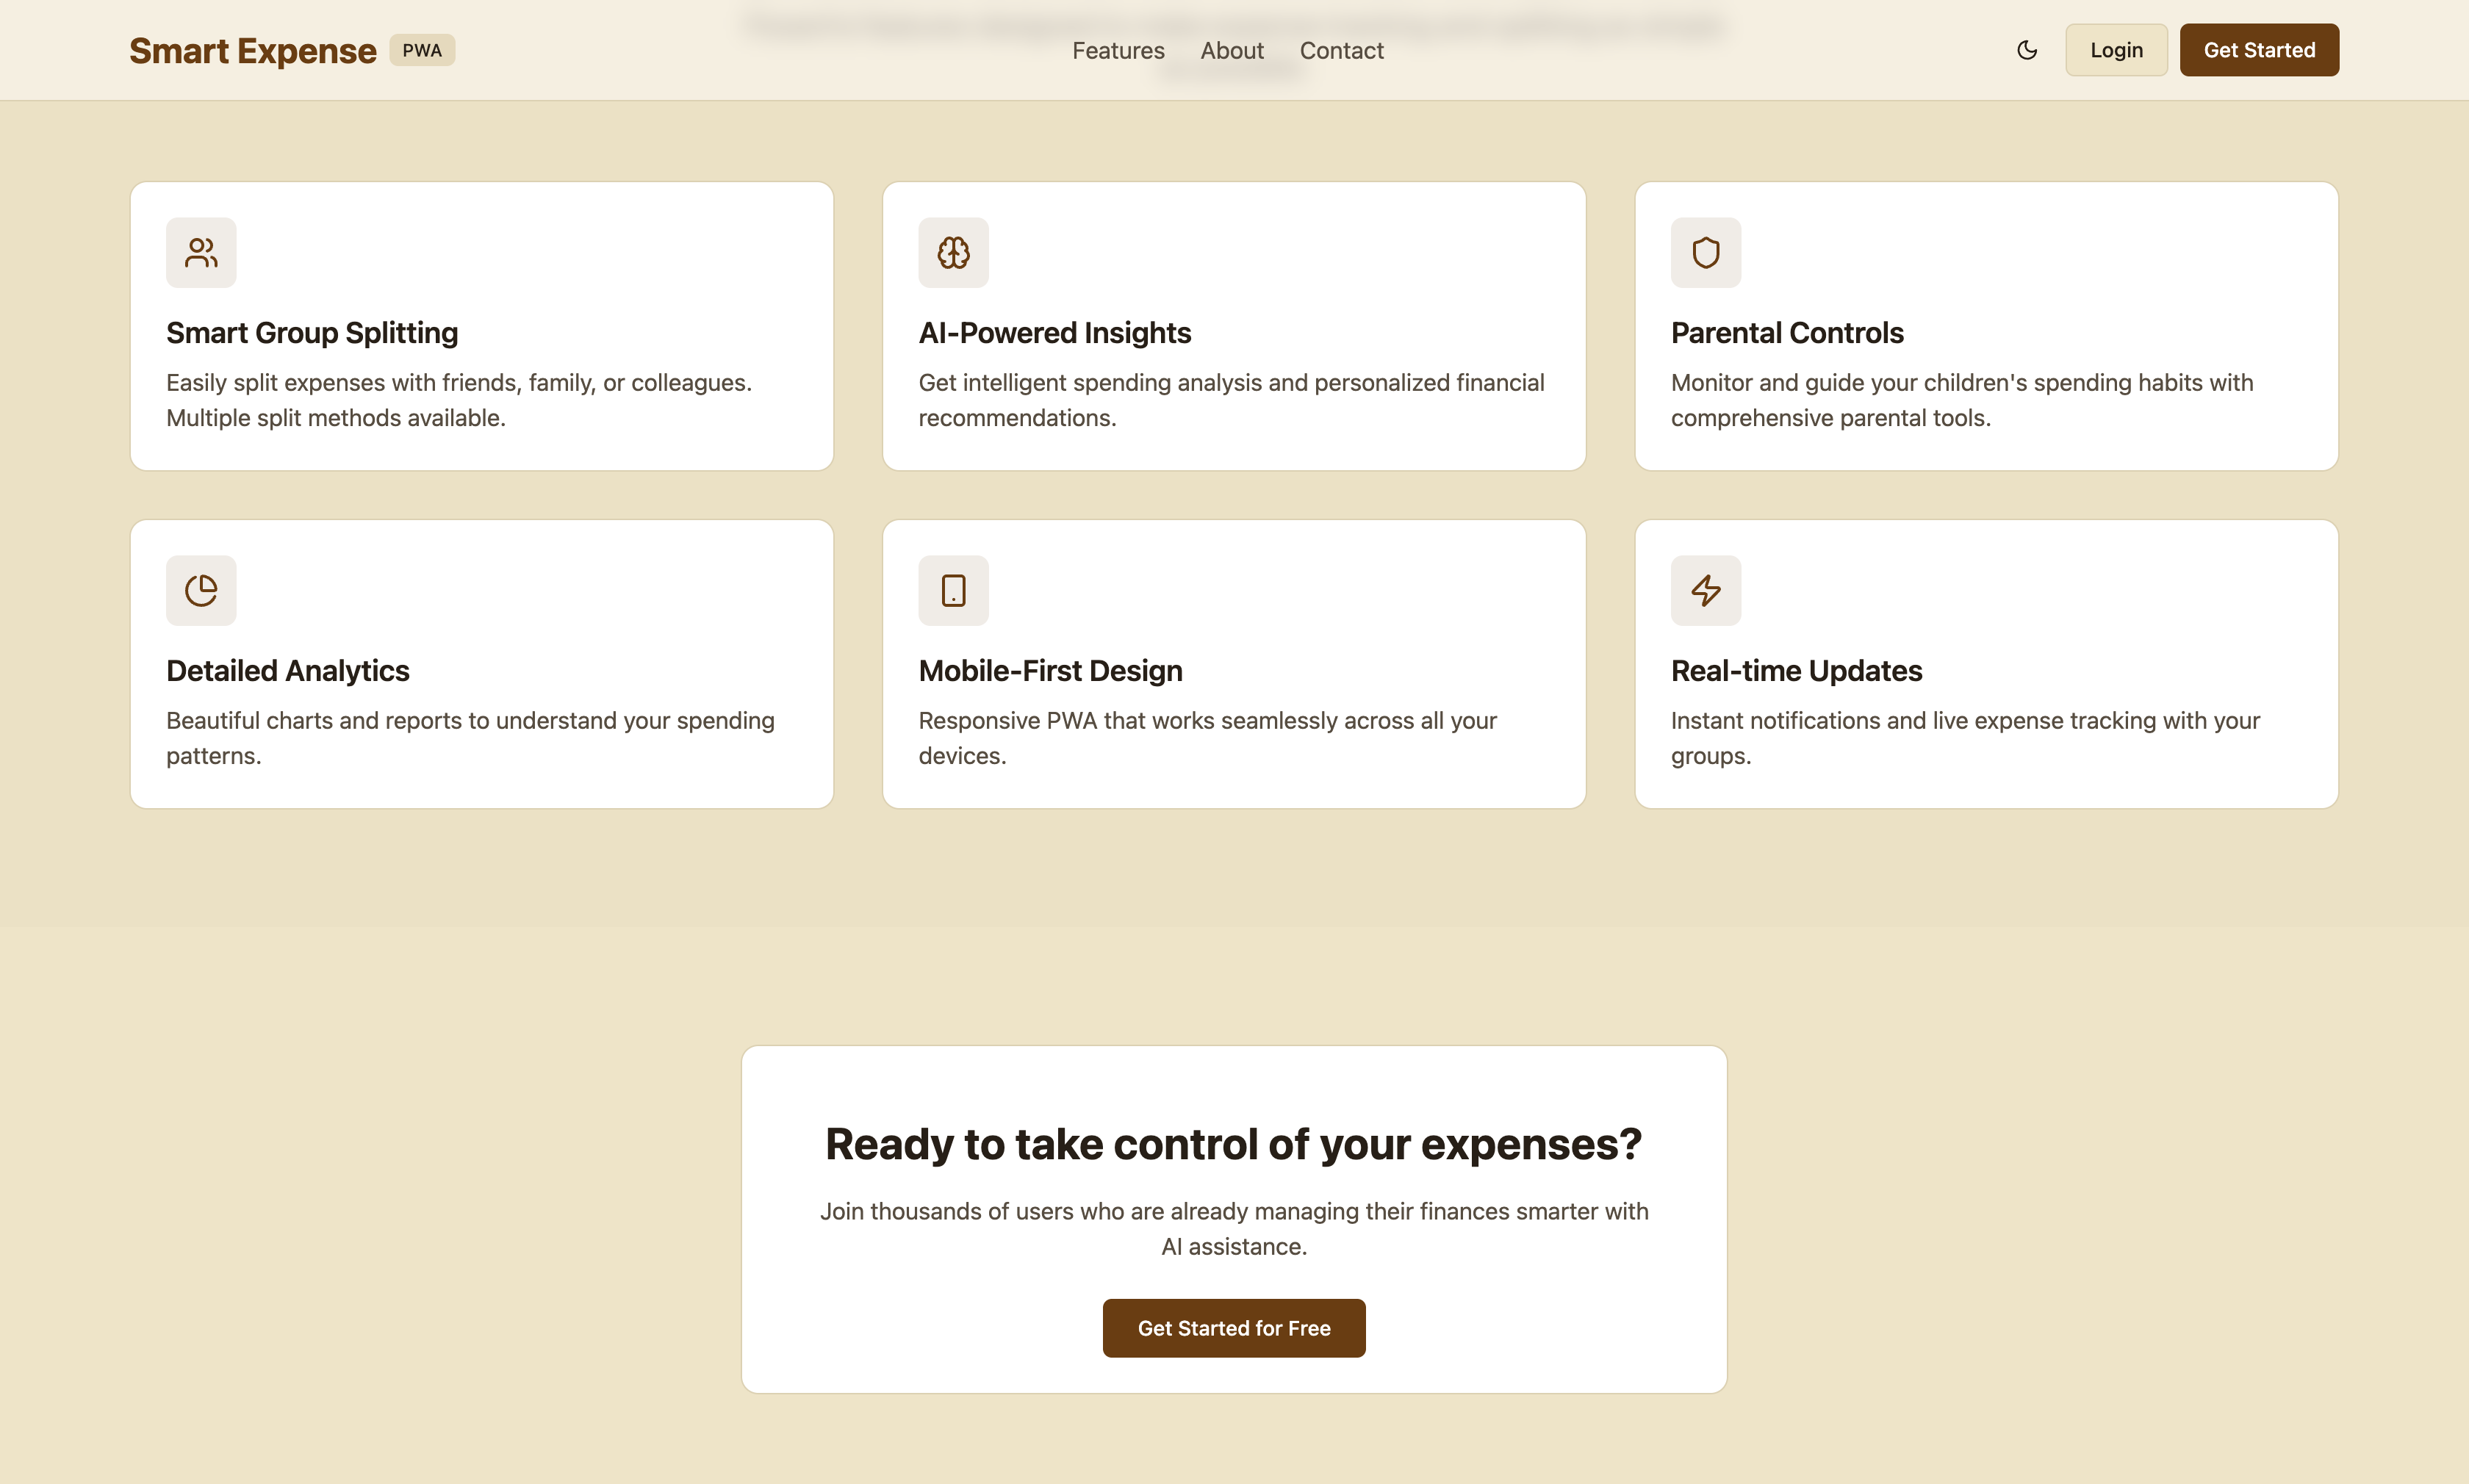 Smart Expense PWA
Features About Contact
Login Get Started
Smart Group Splitting
Easily split expenses with friends, family, or colleagues.
Multiple split methods available.
AI-Powered Insights
Get intelligent spending analysis and personalized financial
recommendations.
Parental Controls
Monitor and guide your children's spending habits with
comprehensive parental tools.
Detailed Analytics
Beautiful charts and reports to understand your spending
patterns.
Mobile-First Design
Responsive PWA that works seamlessly across all your
devices.
Real-time Updates
Instant notifications and live expense tracking with your
groups.
Ready to take control of your expenses?
Join thousands of users who are already managing their finances smarter with
AI assistance.
Get Started for Free